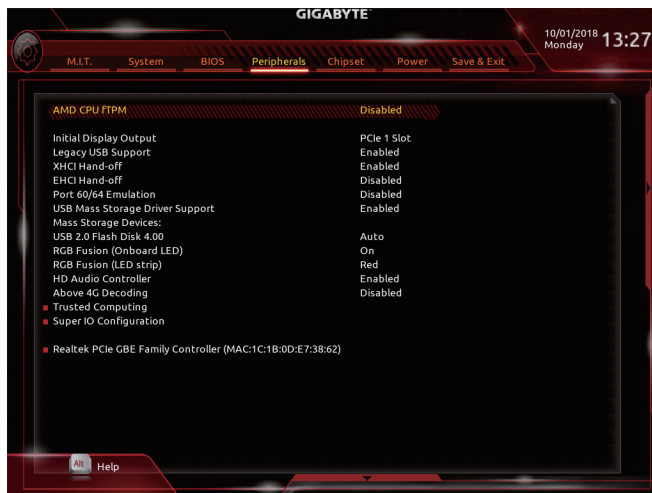 GIGABYTE
10/01/2018 Monday 13:27
M.I.T. System BIOS Peripherals Chipset Power Save & Exit
AMD CPU fTPM Disabled
Initial Display Output PCIe 1 Slot
Legacy USB Support Enabled
XHCI Hand-off Enabled
EHCI Hand-off Disabled
Port 60/64 Emulation Disabled
USB Mass Storage Driver Support Enabled
Mass Storage Devices:
USB 2.0 Flash Disk 4.00 Auto
RGB Fusion (Onboard LED) On
RGB Fusion (LED strip) Red
HD Audio Controller Enabled
Above 4G Decoding Disabled
Trusted Computing
Super IO Configuration
Realtek PCIe GBE Family Controller (MAC:1C:1B:0D:E7:38:62)
Alt Help